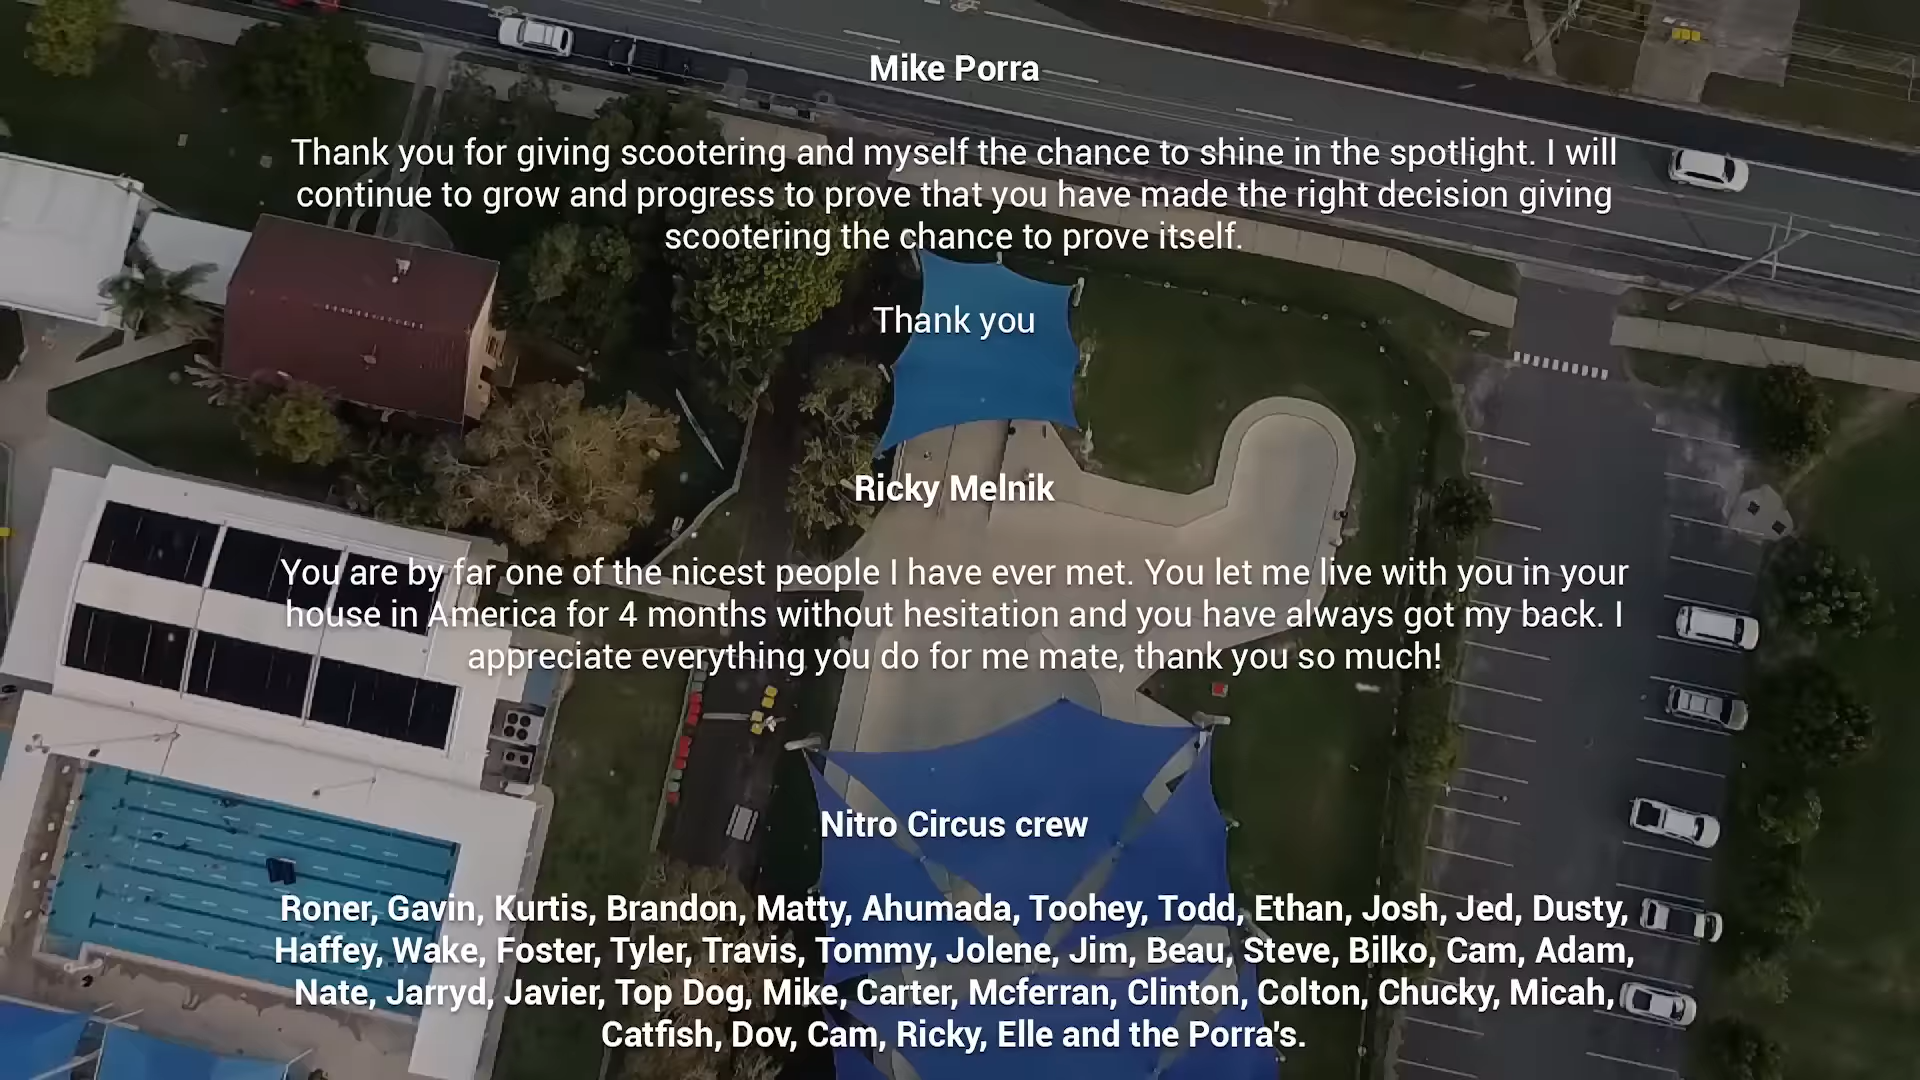 Mike Porra
Thank you for giving scootering and myself the chance to shine in the spotlight. I will
continue to grow and progress to prove that you have made the right decision giving
scootering the chance to prove itself.
Thank you
Ricky Melnik
You are by far one of the nicest people I have ever met. You let me live with you in your
house in America for 4 months without hesitation and you have always got my back. I
appreciate everything you do for me mate, thank you so much!
Nitro Circus crew
Roner, Gavin, Kurtis, Brandon, Matty, Ahumada, Toohey, Todd, Ethan, Josh, Jed, Dusty,
Haffey, Wake, Foster, Tyler, Travis, Tommy, Jolene, Jim, Beau, Steve, Bilko, Cam, Adam,
Nate, Jarryd, Javier, Top Dog, Mike, Carter, Mcferran, Clinton, Colton, Chucky, Micah,
Catfish, Dov, Cam, Ricky, Elle and the Porra's.